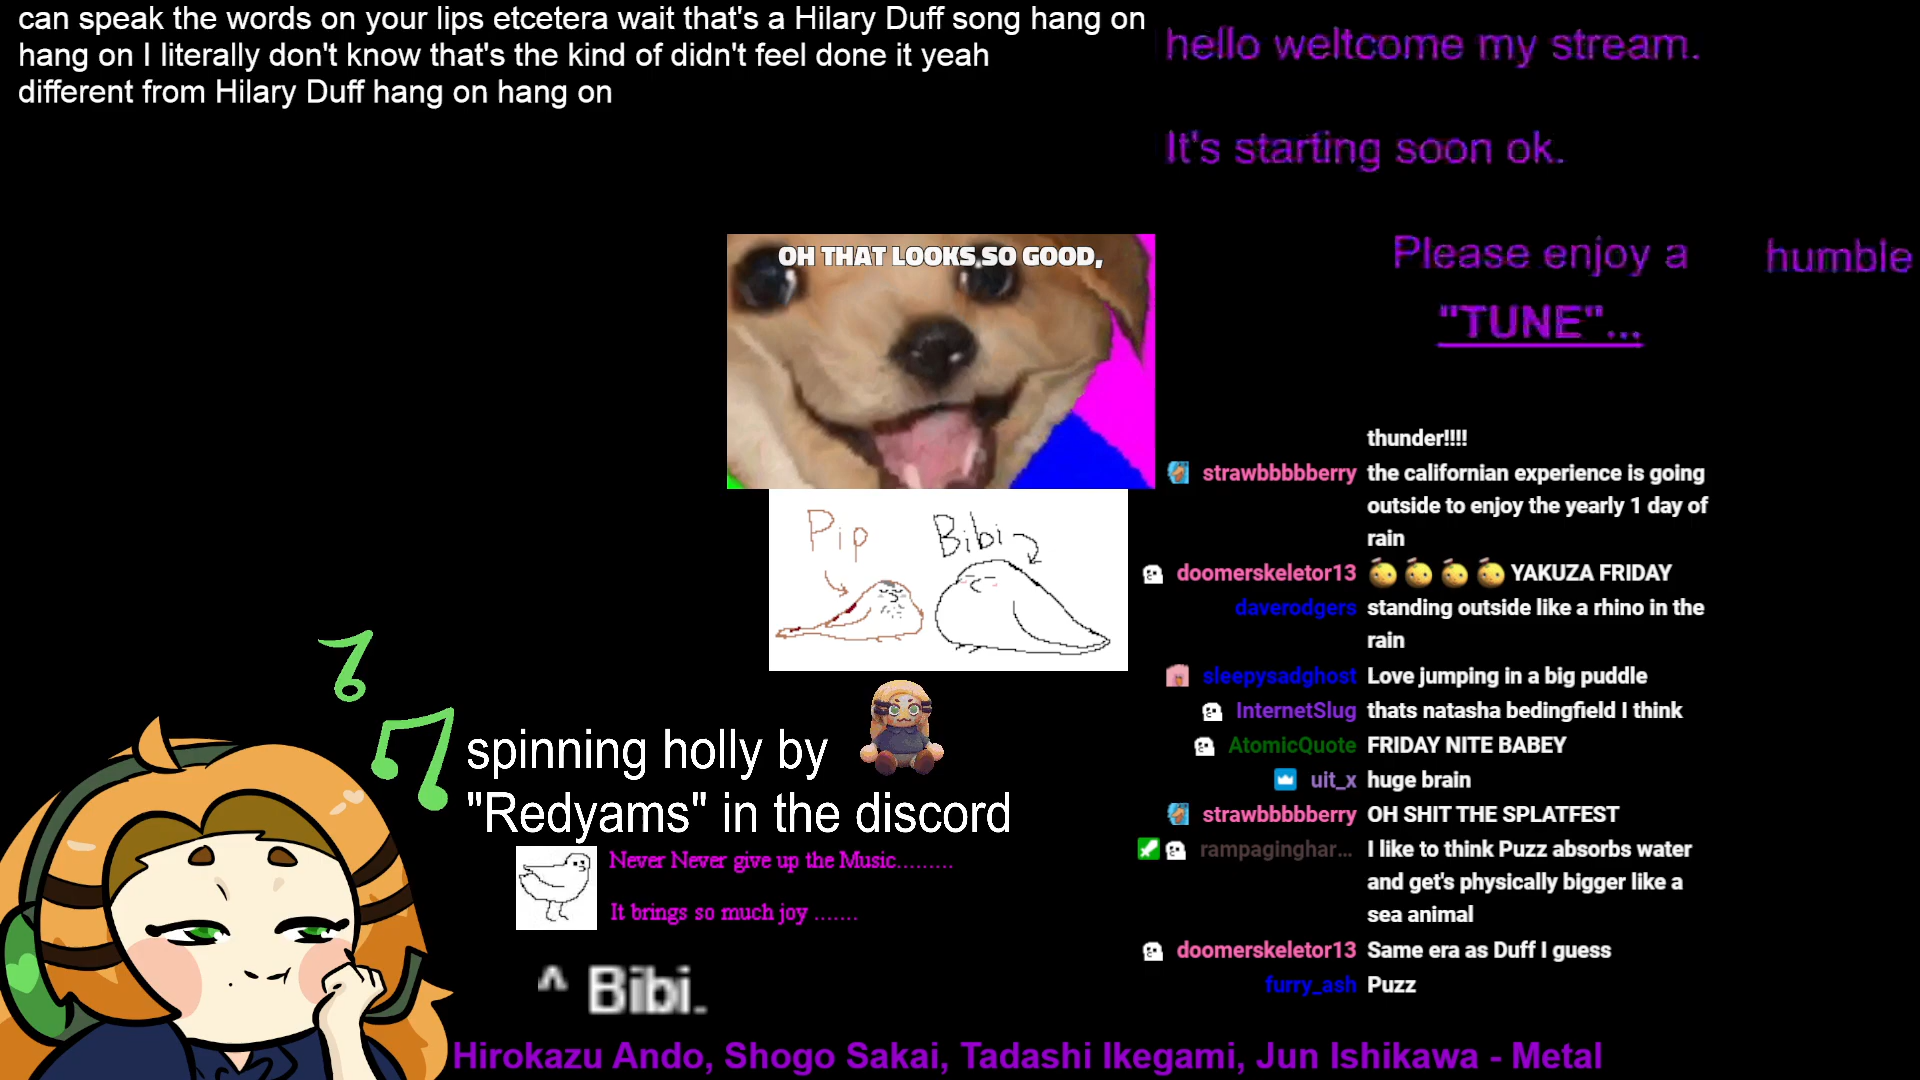 can speak the words on your lips etcetera wait that's a Hilary Duff song hang on
hang on I literally don't know that's the kind of didn't feel done it yeah
different from Hilary Duff hang on hang on
hello weltcome my stream.
It's starting soon ok.
Please enjoy a humble
"TUNE"...
OH THAT LOOKS SO GOOD,
Pip
Bibi
thunder!!!!
strawbbbbberry the californian experience is going
outside to enjoy the yearly 1 day of
rain
doomerskeletor13 YAKUZA FRIDAY
daverodgers standing outside like a rhino in the
rain
sleepysadghost Love jumping in a big puddle
InternetSlug thats natasha bedingfield I think
AtomicQuote FRIDAY NITE BABEY
uit_x huge brain
strawbbbbberry OH SHIT THE SPLATFEST
rampaginghar... I like to think Puzz absorbs water
and get's physically bigger like a
sea animal
doomerskeletor13 Same era as Duff I guess
furry_ash Puzz
spinning holly by
"Redyams" in the discord
Never Never give up the Music.........
It brings so much joy .......
^ Bibi.
Hirokazu Ando, Shogo Sakai, Tadashi Ikegami, Jun Ishikawa - Metal